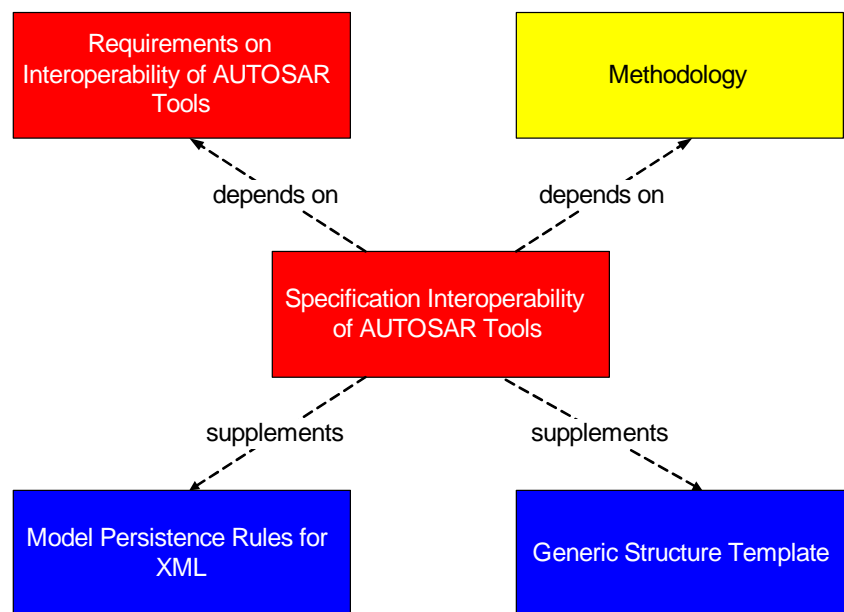 Requirements on
Interoperability of AUTOSAR
Tools
Methodology
depends on
depends on
Specification Interoperability
of AUTOSAR Tools
supplements
supplements
Model Persistence Rules for
XML
Generic Structure Template